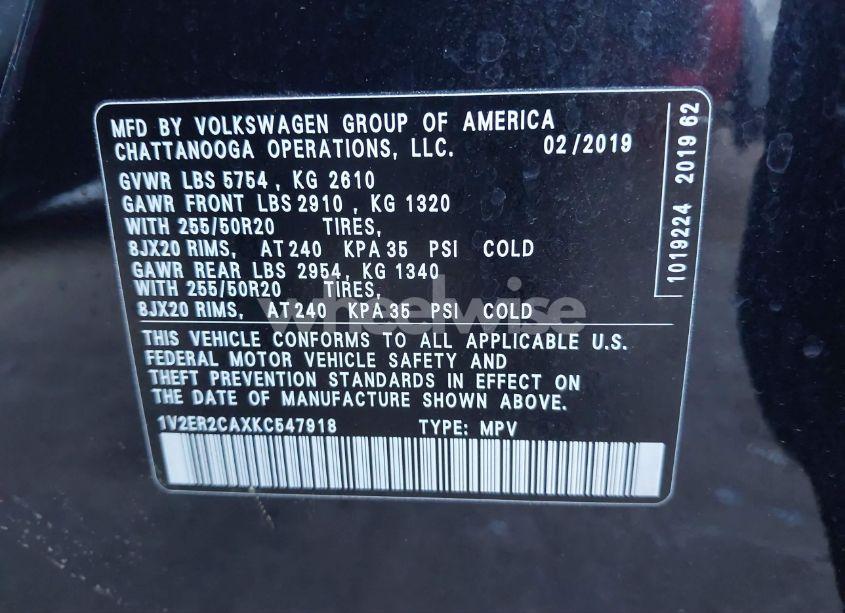 MFD BY VOLKSWAGEN GROUP OF AMERICA
CHATTANOOGA OPERATIONS, LLC. 02/2019
GVWR LBS 5754, KG 2610
GAWR FRONT LBS 2910, KG 1320
WITH 255/50R20 TIRES,
8JX20 RIMS, AT 240 KPA 35 PSI COLD
GAWR REAR LBS 2954, KG 1340
WITH 255/50R20 TIRES,
8JX20 RIMS, AT 240 KPA 35 PSI COLD
THIS VEHICLE CONFORMS TO ALL APPLICABLE U.S.
FEDERAL MOTOR VEHICLE SAFETY AND
THEFT PREVENTION STANDARDS IN EFFECT ON
THE DATE OF MANUFACTURE SHOWN ABOVE.
1V2ER2CAXKC547918 TYPE: MPV
1019224 2019 62
wheelwise